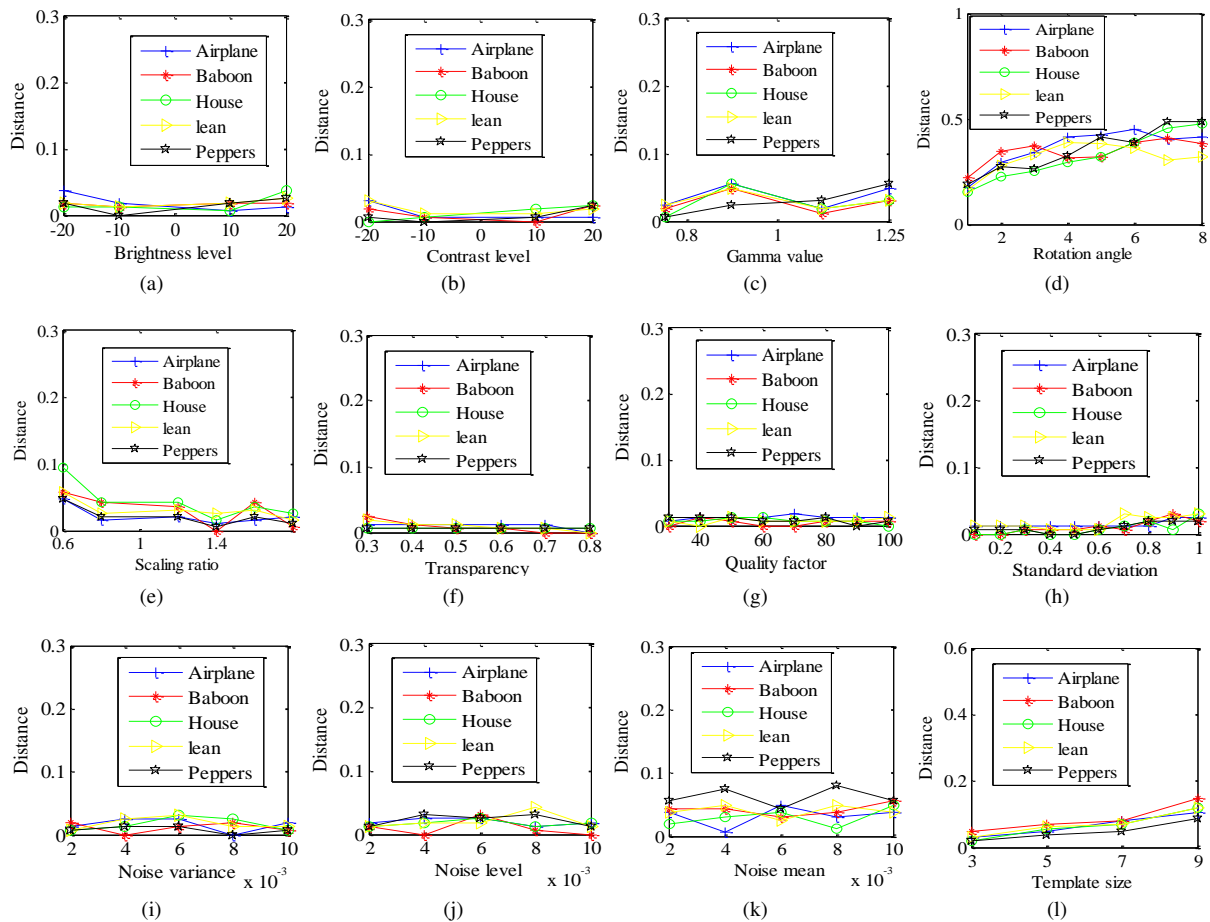 0.3
0.2
0.1
0
Distance
Airplane
Baboon
House
lean
Peppers
-20 -10 0 10 20
Brightness level
(a)
0.3
0.2
0.1
0
Distance
Airplane
Baboon
House
lean
Peppers
-20 -10 0 10 20
Contrast level
(b)
0.3
0.2
0.1
0
Distance
Airplane
Baboon
House
lean
Peppers
0.8 1 1.25
Gamma value
(c)
1
0.5
0
Distance
Airplane
Baboon
House
lean
Peppers
2 4 6 8
Rotation angle
(d)
0.3
0.2
0.1
0
Distance
Airplane
Baboon
House
lean
Peppers
0.6 1 1.4
Scaling ratio
(e)
0.3
0.2
0.1
0
Distance
Airplane
Baboon
House
lean
Peppers
0.3 0.4 0.5 0.6 0.7 0.8
Transparency
(f)
0.3
0.2
0.1
0
Distance
Airplane
Baboon
House
lean
Peppers
40 60 80 100
Quality factor
(g)
0.3
0.2
0.1
0
Distance
Airplane
Baboon
House
lean
Peppers
0.2 0.4 0.6 0.8 1
Standard deviation
(h)
0.3
0.2
0.1
0
Distance
Airplane
Baboon
House
lean
Peppers
2 4 6 8 10
Noise variance x 10-3
(i)
0.3
0.2
0.1
0
Distance
Airplane
Baboon
House
lean
Peppers
2 4 6 8 10
Noise level x 10-3
(j)
0.3
0.2
0.1
0
Distance
Airplane
Baboon
House
lean
Peppers
2 4 6 8 10
Noise mean x 10-3
(k)
0.6
0.4
0.2
0
Distance
Airplane
Baboon
House
lean
Peppers
3 5 7 9
Template size
(l)